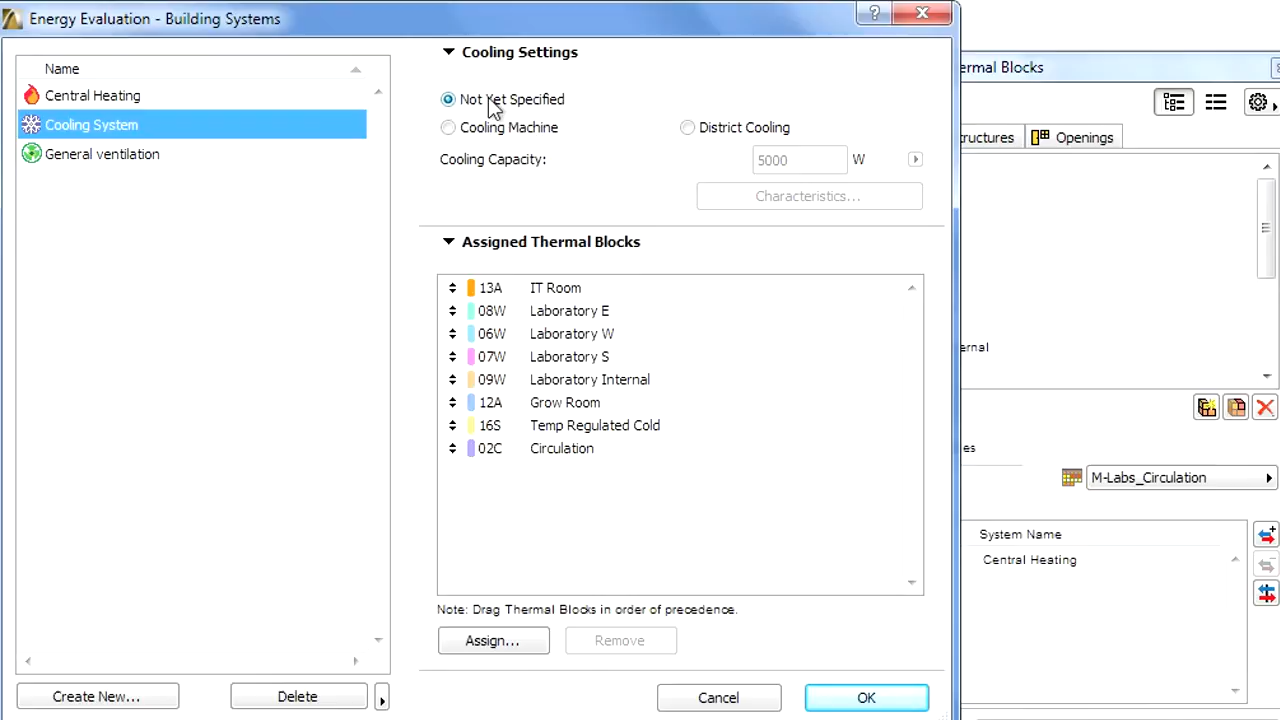 Energy Evaluation - Building Systems
Name
Central Heating
Cooling System
General ventilation
Create New...
Delete
Cooling Settings
Not Yet Specified
Cooling Machine
District Cooling
Cooling Capacity:
5000
W
Characteristics...
Assigned Thermal Blocks
13A IT Room
08W Laboratory E
06W Laboratory W
07W Laboratory S
09W Laboratory Internal
12A Grow Room
16S Temp Regulated Cold
02C Circulation
Note: Drag Thermal Blocks in order of precedence.
Assign...
Remove
Cancel
OK
ermal Blocks
ructures
Openings
ernal
es
M-Labs_Circulation
System Name
Central Heating